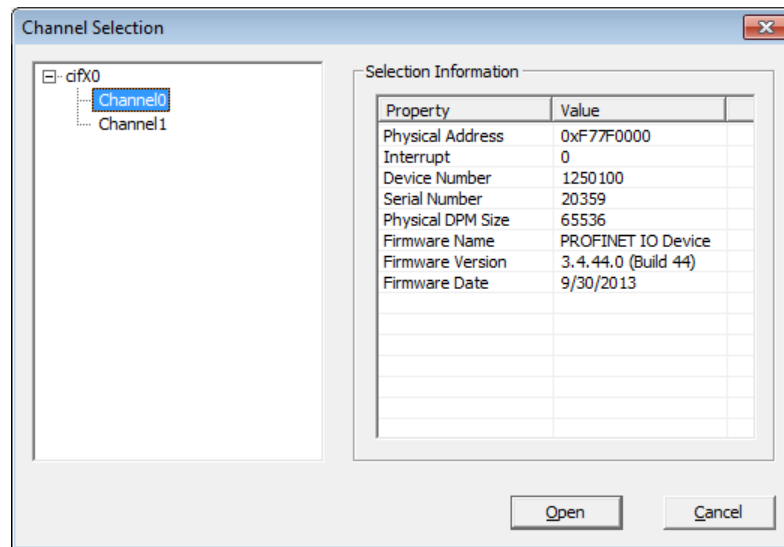 Channel Selection
cifX0
Channel0
Channel1
Selection Information
Property Value
Physical Address 0xF77F0000
Interrupt 0
Device Number 1250100
Serial Number 20359
Physical DPM Size 65536
Firmware Name PROFINET IO Device
Firmware Version 3.4.44.0 (Build 44)
Firmware Date 9/30/2013
Open Cancel